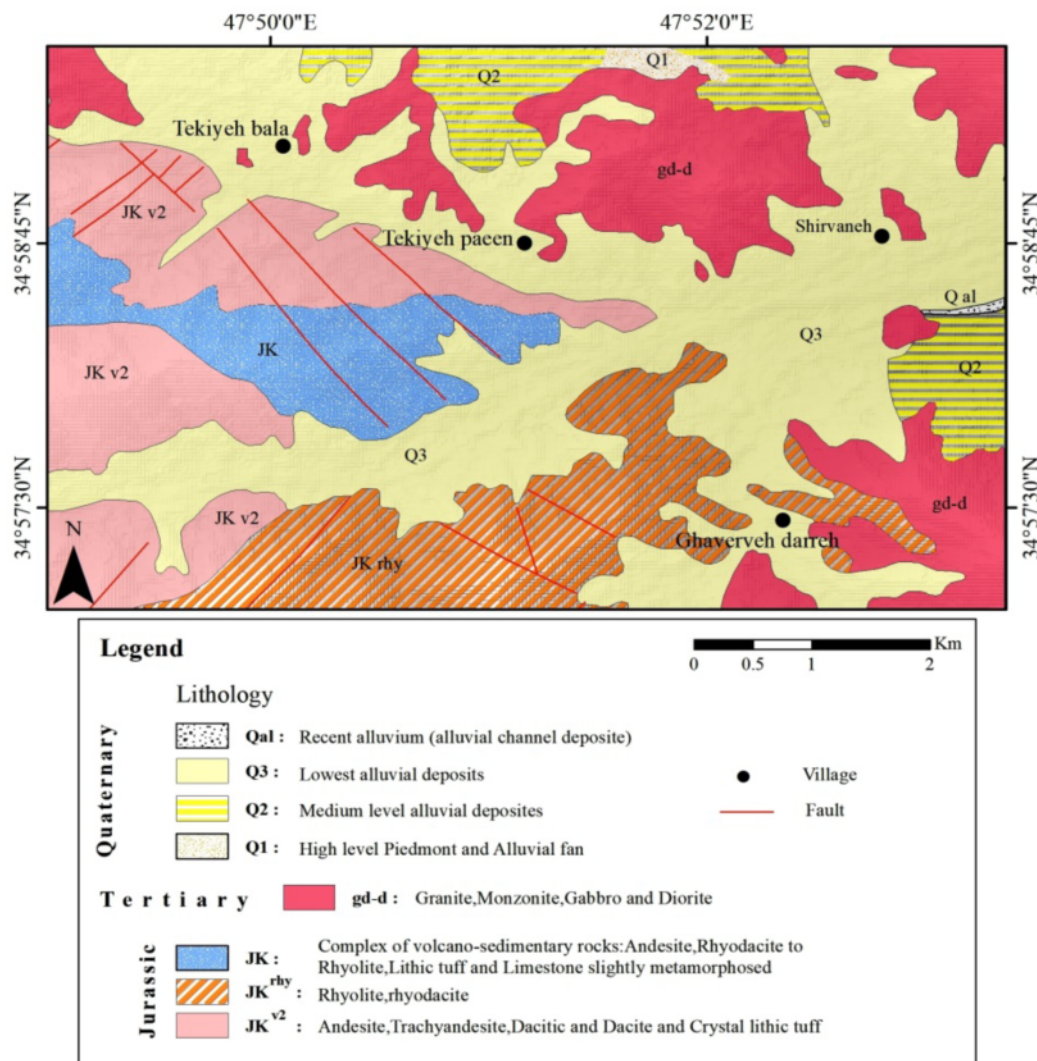 47°50'0"E
47°52'0"E
Q1
Q2
Tekiyeh bala
gd-d
JK v2
Shirvaneh
Tekiyeh paeen
34°58'45"N
34°58'45"N
Q al
Q3
JK
Q2
JK v2
Q3
34°57'30"N
34°57'30"N
gd-d
JK v2
N
Ghaverveh darreh
JK rhy
Legend
Km
0 0.5 1 2
Lithology
Quaternary
Qal : Recent alluvium (alluvial channel deposite)
Q3 : Lowest alluvial deposits
Village
Q2 : Medium level alluvial deposites
Fault
Q1 : High level Piedmont and Alluvial fan
Tertiary
gd-d : Granite,Monzonite,Gabbro and Diorite
Jurassic
JK : Complex of volcano-sedimentary rocks:Andesite,Rhyodacite to
Rhyolite,Lithic tuff and Limestone slightly metamorphosed
JK rhy : Rhyolite,rhyodacite
JK v2 : Andesite,Trachyandesite,Dacitic and Dacite and Crystal lithic tuff